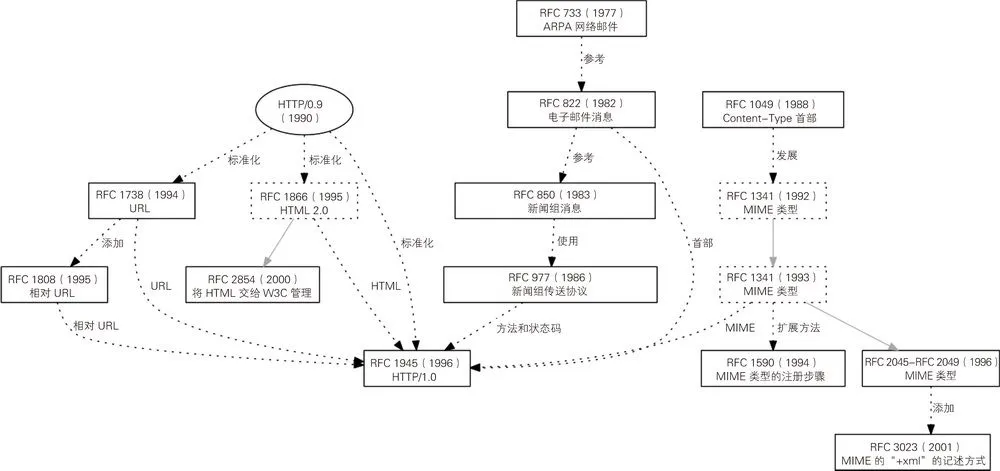 RFC 733（1977）
ARPA 网络邮件
参考
HTTP/0.9
（1990）
RFC 822（1982）
电子邮件消息
RFC 1049（1988）
Content-Type 首部
标准化
标准化
参考
发展
RFC 1738（1994）
URL
RFC 1866（1995）
HTML 2.0
RFC 850（1983）
新闻组消息
RFC 1341（1992）
MIME 类型
添加
标准化
使用
首部
RFC 1808（1995）
相对 URL
URL
RFC 2854（2000）
将 HTML 交给 W3C 管理
HTML
RFC 977（1986）
新闻组传送协议
RFC 1341（1993）
MIME 类型
相对 URL
方法和状态码
MIME
扩展方法
RFC 1945（1996）
HTTP/1.0
RFC 1590（1994）
MIME 类型的注册步骤
RFC 2045-RFC 2049（1996）
MIME 类型
添加
RFC 3023（2001）
MIME 的“+xml”的记述方式